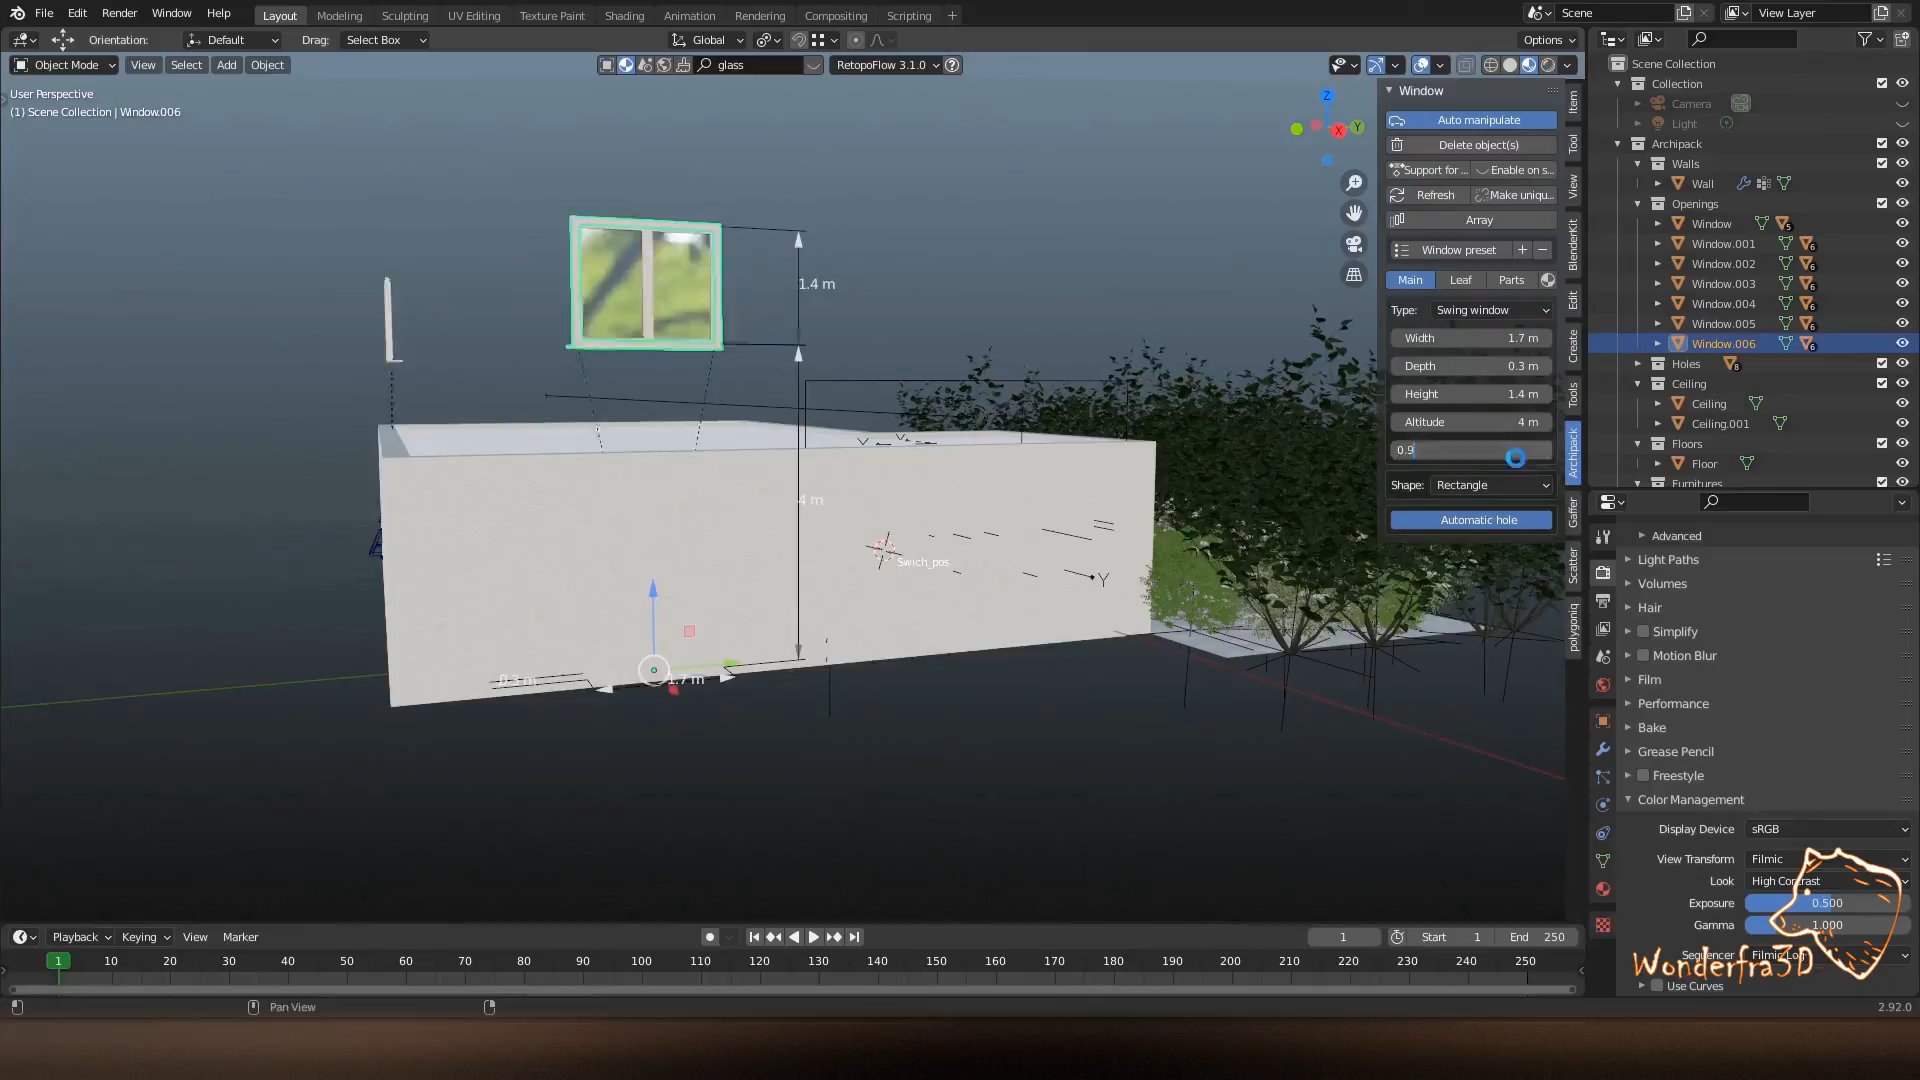 File Edit Render Window Help
Layout Modeling Sculpting UV Editing Texture Paint Shading Animation Rendering Compositing Scripting +
Scene
View Layer
Orientation: Default Drag: Select Box
Global
Options
Object Mode View Select Add Object
glass
RetopoFlow 3.1.0
User Perspective
(1) Scene Collection | Window.006
1.4 m
4 m
Swich_pos
Y
0.3 m
1.7 m
Z
X
Y
Window
Auto manipulate
Delete object(s)
Support for ... Enable on s...
Refresh Make uniqu...
Array
Window preset
Main Leaf Parts
Type: Swing window
Width 1.7 m
Depth 0.3 m
Height 1.4 m
Altitude 4 m
0.9
Shape: Rectangle
Automatic hole
Item
Tool
View
BlenderKit
Edit
Create
Tools
Archipack
Gaffer
Scatter
polygoniq
Scene Collection
Collection
Camera
Light
Archipack
Walls
Wall
Openings
Window 5
Window.001 6
Window.002 6
Window.003 6
Window.004 6
Window.005 6
Window.006 6
Holes 8
Ceiling
Ceiling
Ceiling.001
Floors
Floor
Furnitures
Advanced
Light Paths
Volumes
Hair
Simplify
Motion Blur
Film
Performance
Bake
Grease Pencil
Freestyle
Color Management
Display Device sRGB
View Transform Filmic
Look High Contrast
Exposure 0.500
Gamma 1.000
Sequencer Filmic Log
Use Curves
Wonderfra3D
Playback Keying View Marker
1 Start 1 End 250
1 10 20 30 40 50 60 70 80 90 100 110 120 130 140 150 160 170 180 190 200 210 220 230 240 250
Pan View
2.92.0